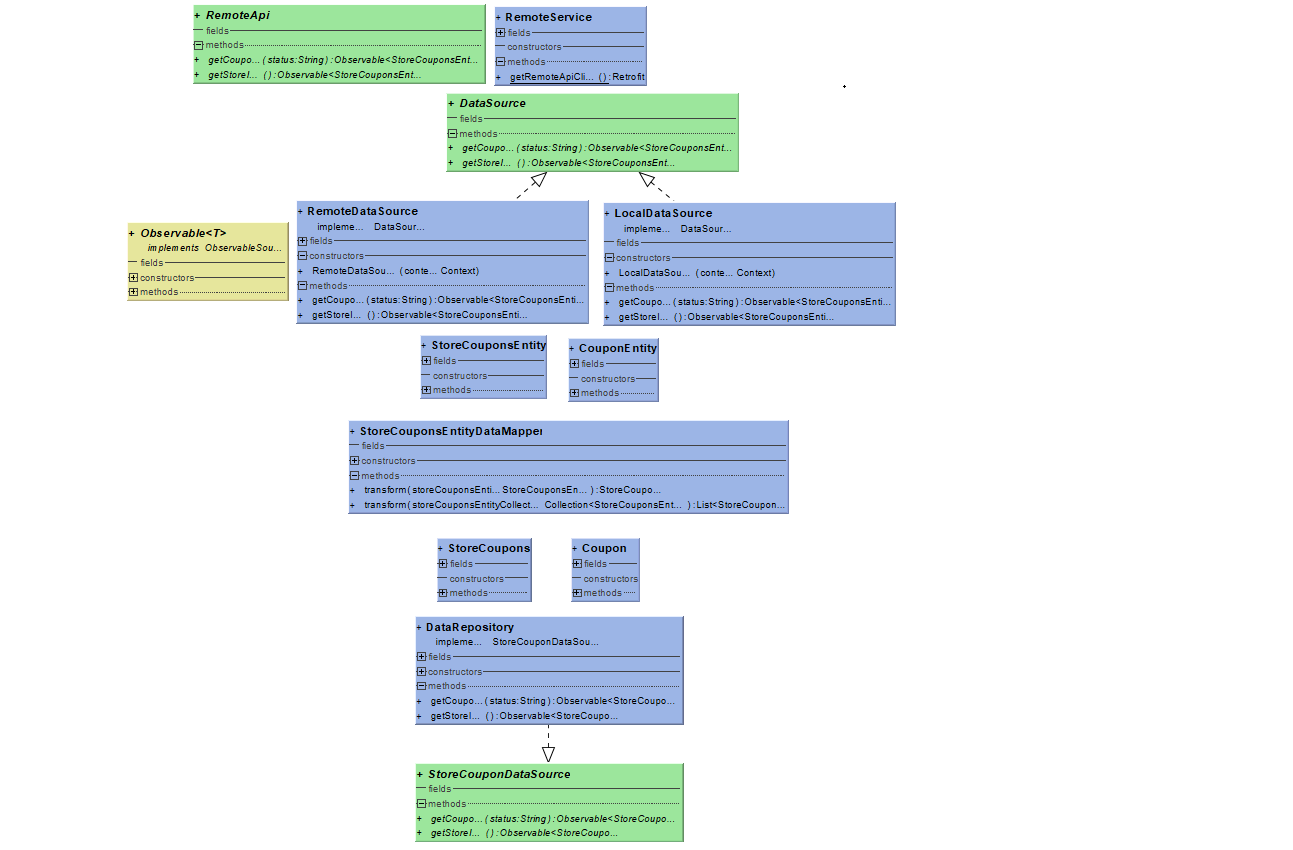 + RemoteApi
fields
methods
+ getCoupo... (status:String):Observable<StoreCouponsEnt...
+ getStoreI... ():Observable<StoreCouponsEnt...
+ RemoteService
fields
constructors
methods
+ getRemoteApiCli... ():Retrofit
+ DataSource
fields
methods
+ getCoupo... (status:String):Observable<StoreCouponsEnt...
+ getStoreI... ():Observable<StoreCouponsEnt...
+ Observable<T>
implements ObservableSou...
fields
constructors
methods
+ RemoteDataSource
impleme... DataSour...
fields
constructors
+ RemoteDataSou... (conte... Context)
methods
+ getCoupo... (status:String):Observable<StoreCouponsEnti...
+ getStoreI... ():Observable<StoreCouponsEnti...
+ LocalDataSource
impleme... DataSour...
fields
constructors
+ LocalDataSou... (conte... Context)
methods
+ getCoupo... (status:String):Observable<StoreCouponsEnti...
+ getStoreI... ():Observable<StoreCouponsEnti...
+ StoreCouponsEntity
fields
constructors
methods
+ CouponEntity
fields
constructors
methods
+ StoreCouponsEntityDataMapper
fields
constructors
methods
+ transform(storeCouponsEnti... StoreCouponsEn... ):StoreCoupo...
+ transform(storeCouponsEntityCollect... Collection<StoreCouponsEnt... ):List<StoreCoupon...
+ StoreCoupons
fields
constructors
methods
+ Coupon
fields
constructors
methods
+ DataRepository
impleme... StoreCouponDataSou...
fields
constructors
methods
+ getCoupo... (status:String):Observable<StoreCoupo...
+ getStoreI... ():Observable<StoreCoupo...
+ StoreCouponDataSource
fields
methods
+ getCoupo... (status:String):Observable<StoreCoupo...
+ getStoreI... ():Observable<StoreCoupo...